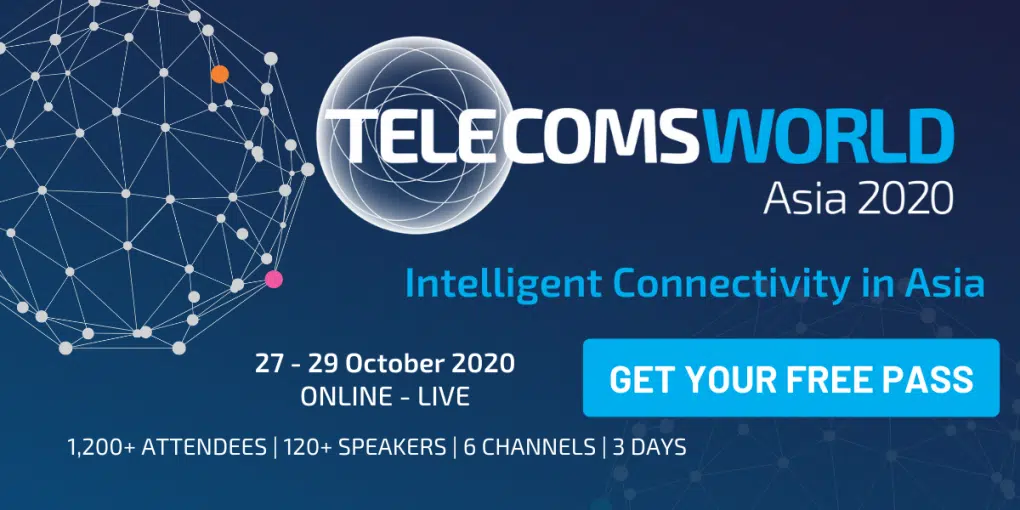 TELECOMSWORLD
Asia 2020
Intelligent Connectivity in Asia
27 - 29 October 2020
ONLINE - LIVE
GET YOUR FREE PASS
1,200+ ATTENDEES | 120+ SPEAKERS | 6 CHANNELS | 3 DAYS